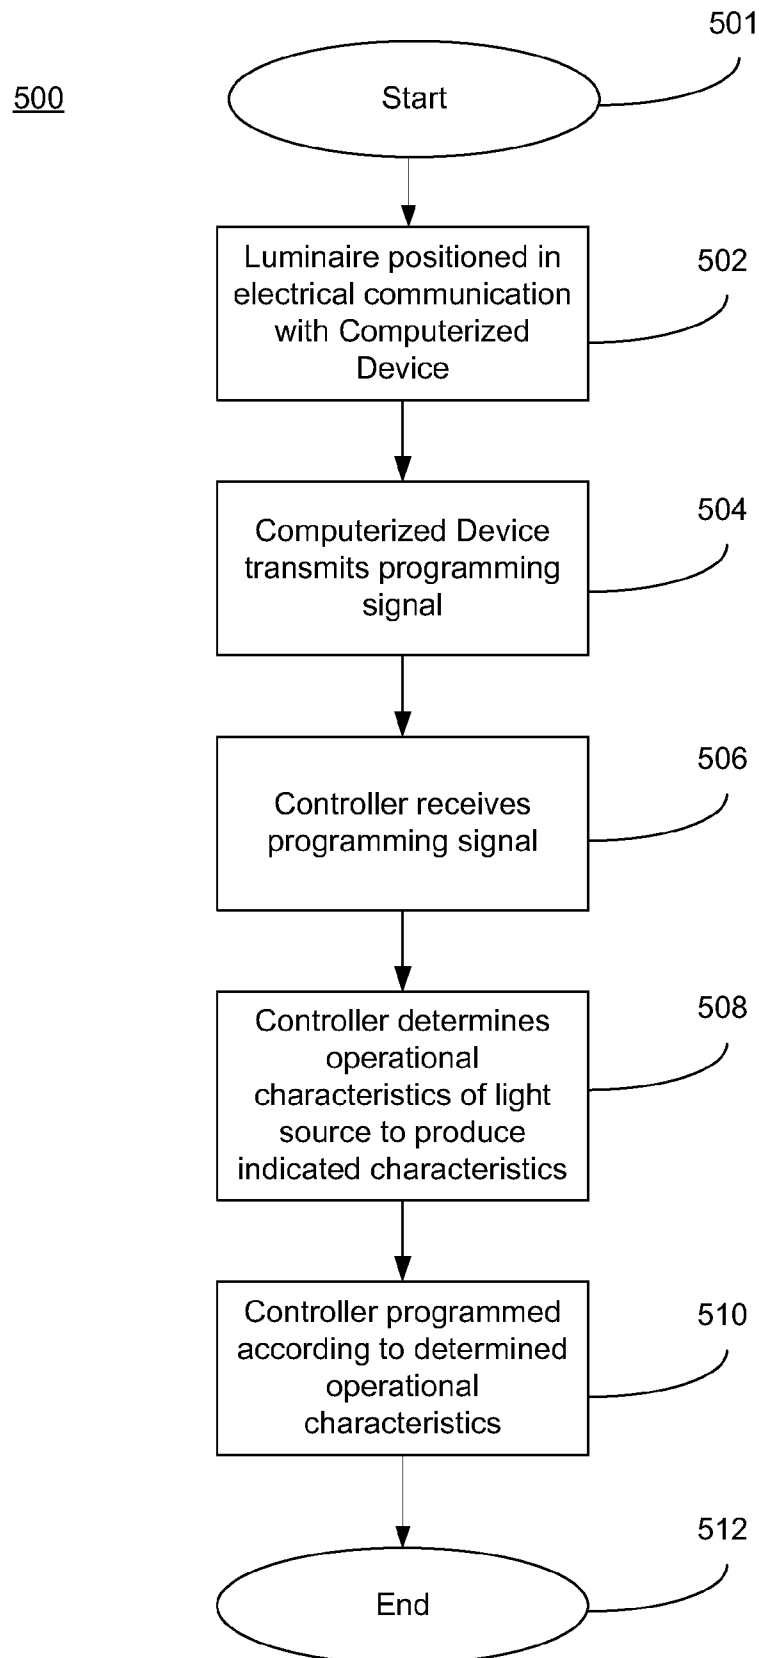 501
500
Start
Luminaire positioned in
electrical communication
with Computerized
Device
502
Computerized Device
transmits programming
signal
504
Controller receives
programming signal
506
Controller determines
operational
characteristics of light
source to produce
indicated characteristics
508
Controller programmed
according to determined
operational
characteristics
510
End
512